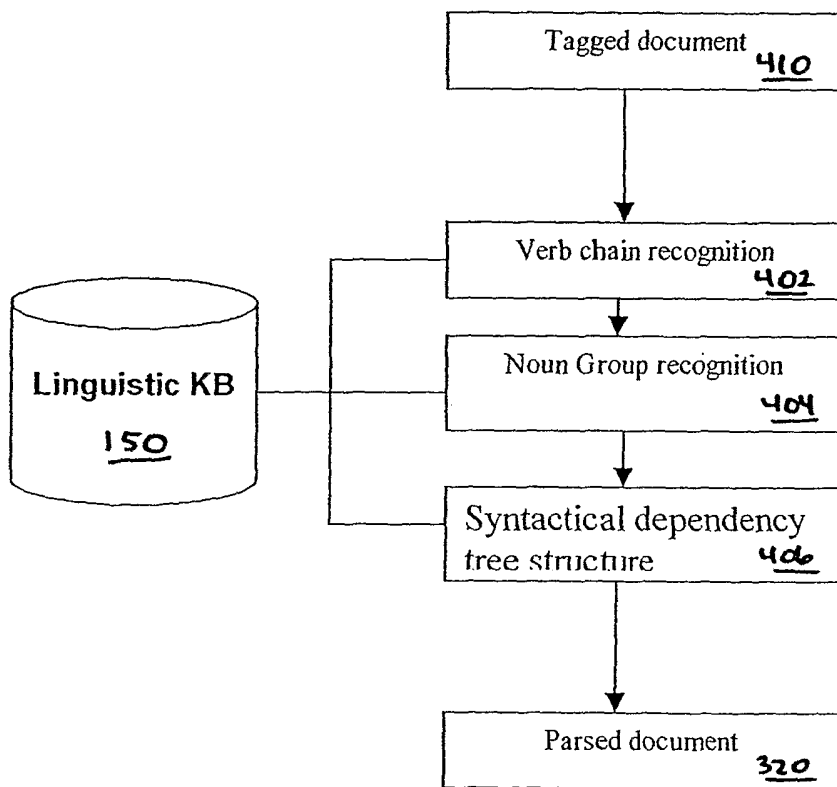 Tagged document
410
Verb chain recognition
402
Noun Group recognition
404
Linguistic KB
150
Syntactical dependency
tree structure
406
Parsed document
320